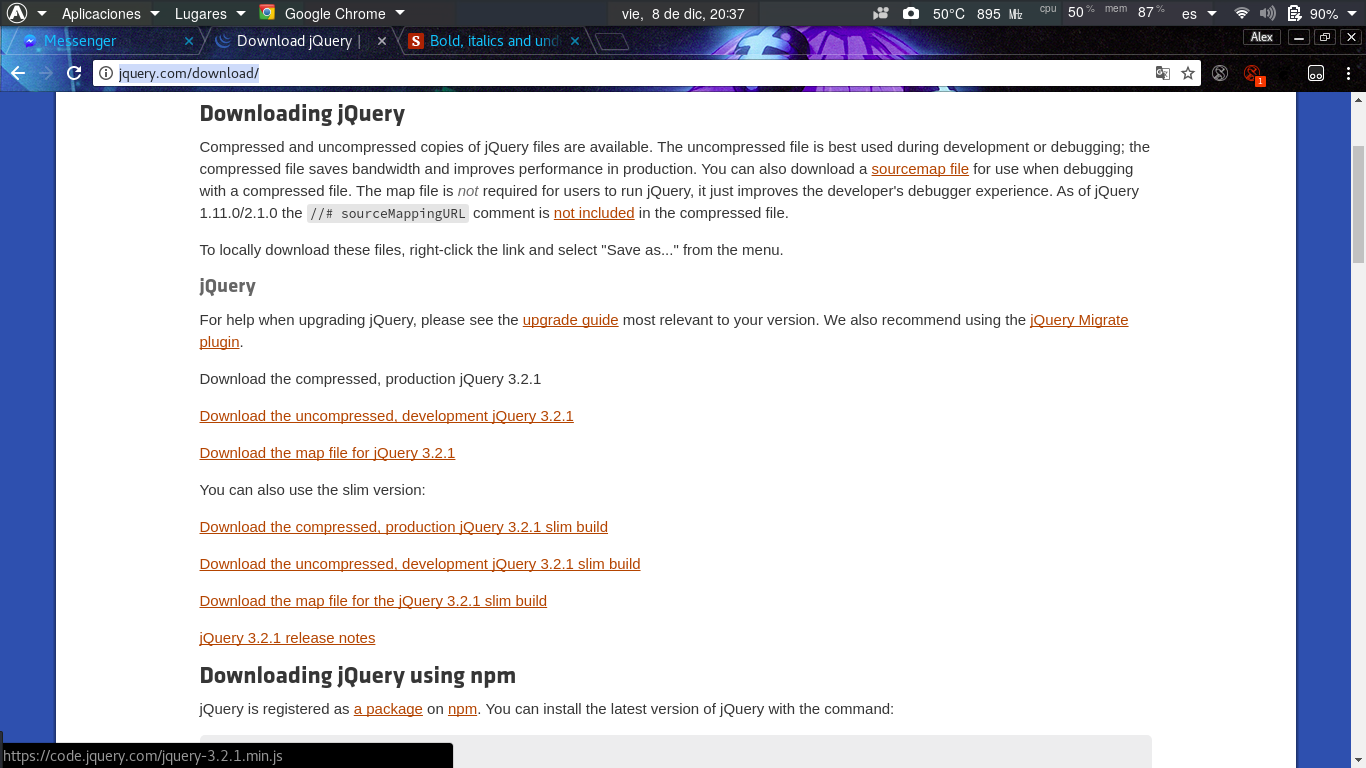 Aplicaciones Lugares Google Chrome vie, 8 de dic, 20:37 50°C 895 MHz cpu 50 % mem 87 % es 90%
Messenger Download jQuery | Bold, italics and und Alex
jquery.com/download/ 1
Downloading jQuery
Compressed and uncompressed copies of jQuery files are available. The uncompressed file is best used during development or debugging; the
compressed file saves bandwidth and improves performance in production. You can also download a sourcemap file for use when debugging
with a compressed file. The map file is not required for users to run jQuery, it just improves the developer's debugger experience. As of jQuery
1.11.0/2.1.0 the //# sourceMappingURL comment is not included in the compressed file.
To locally download these files, right-click the link and select "Save as..." from the menu.
jQuery
For help when upgrading jQuery, please see the upgrade guide most relevant to your version. We also recommend using the jQuery Migrate
plugin.
Download the compressed, production jQuery 3.2.1
Download the uncompressed, development jQuery 3.2.1
Download the map file for jQuery 3.2.1
You can also use the slim version:
Download the compressed, production jQuery 3.2.1 slim build
Download the uncompressed, development jQuery 3.2.1 slim build
Download the map file for the jQuery 3.2.1 slim build
jQuery 3.2.1 release notes
Downloading jQuery using npm
jQuery is registered as a package on npm. You can install the latest version of jQuery with the command:
https://code.jquery.com/jquery-3.2.1.min.js